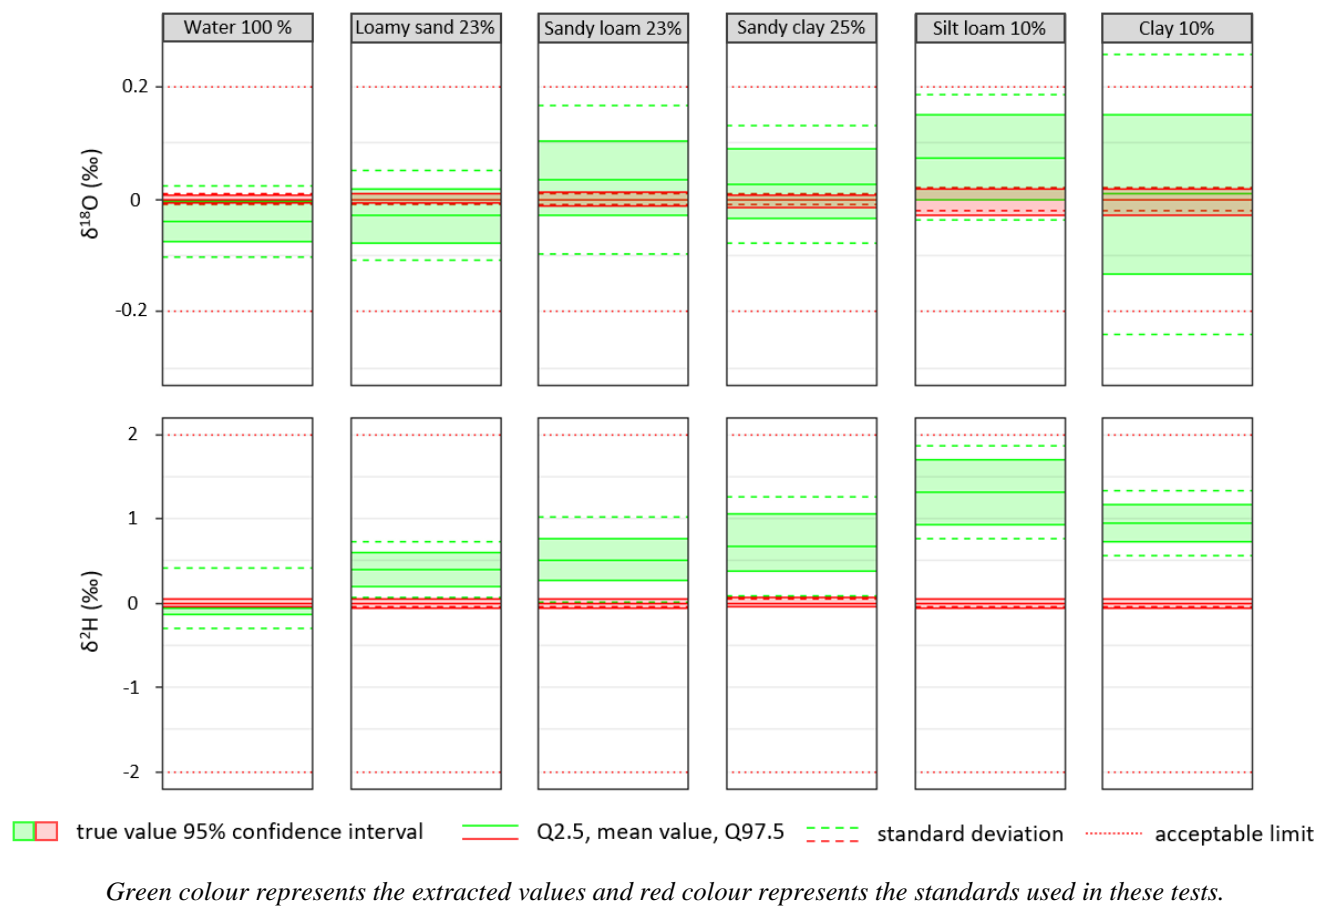 Water 100 % Loamy sand 23% Sandy loam 23% Sandy clay 25% Silt loam 10% Clay 10%
0.2
0
-0.2
δ¹⁸O (‰)
2
1
0
-1
-2
δ²H (‰)
true value 95% confidence interval Q2.5, mean value, Q97.5 standard deviation acceptable limit
Green colour represents the extracted values and red colour represents the standards used in these tests.